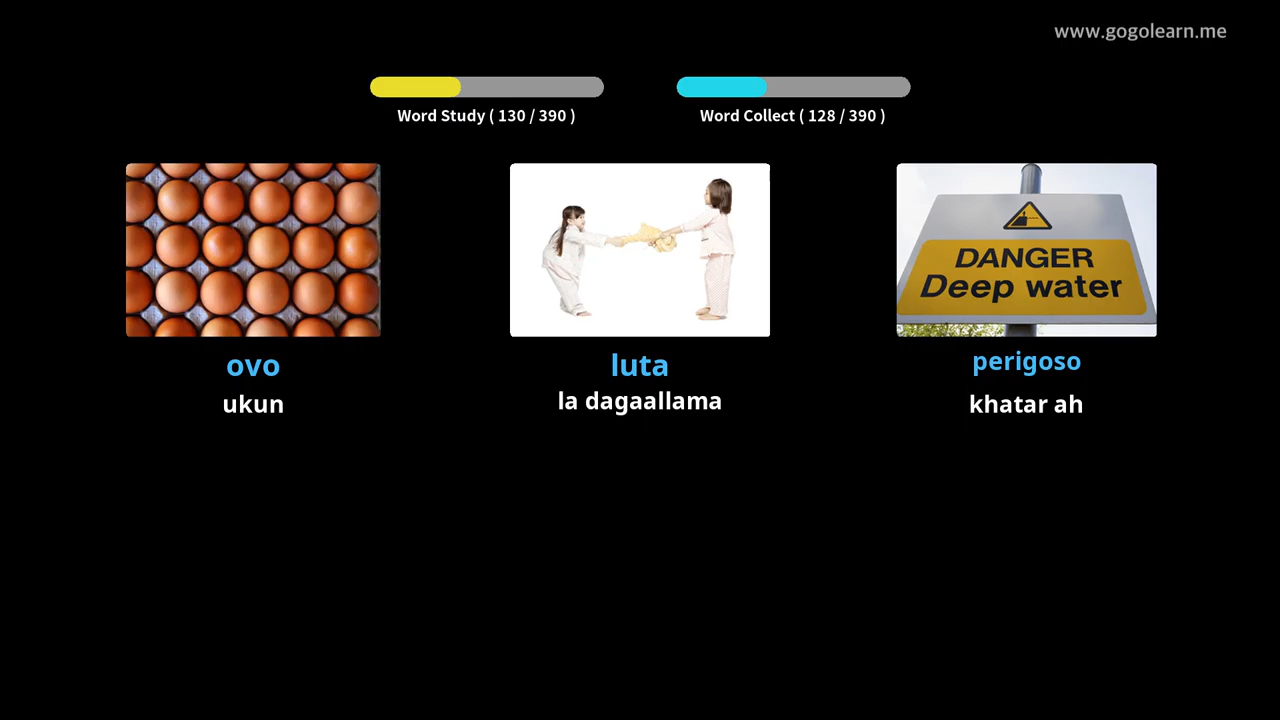 www.gogolearn.me
Word Study ( 130 / 390 )
Word Collect ( 128 / 390 )
DANGER
Deep water
ovo
luta
perigoso
ukun
la dagaallama
khatar ah